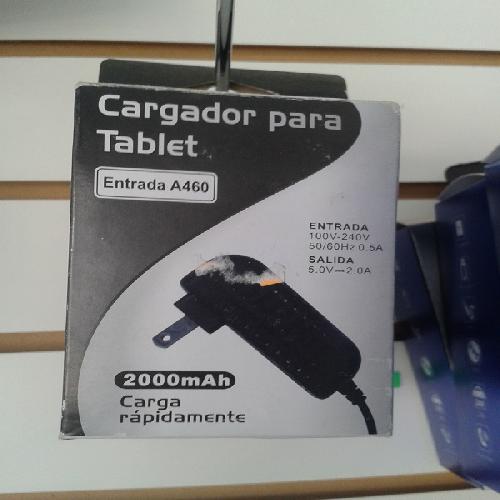 Cargador para
Tablet
Entrada A460
ENTRADA
100V-240V
50/60Hz 0.5A
SALIDA
5.0V⎓2.0A
2000mAh
Carga
rápidamente